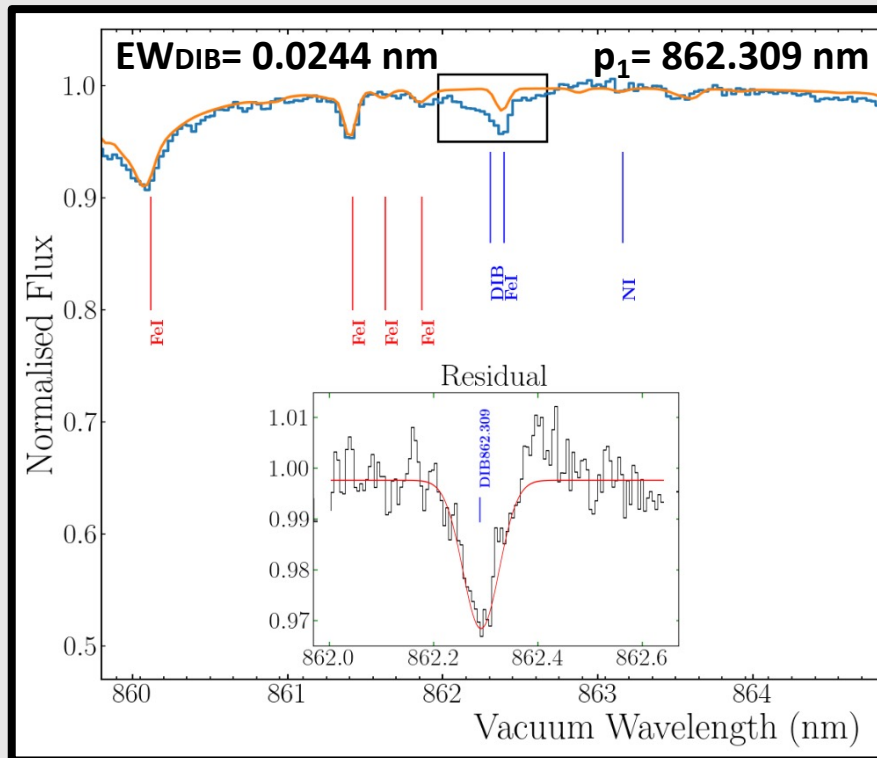 EWDIB= 0.0244 nm
p1= 862.309 nm
Normalised Flux
1.0
0.9
0.8
0.7
0.6
0.5
FeI
FeI
FeI
FeI
DIB
FeI
NI
Residual
DIB862.309
1.01
1.00
0.99
0.98
0.97
862.0
862.2
862.4
862.6
860
861
862
863
864
Vacuum Wavelength (nm)